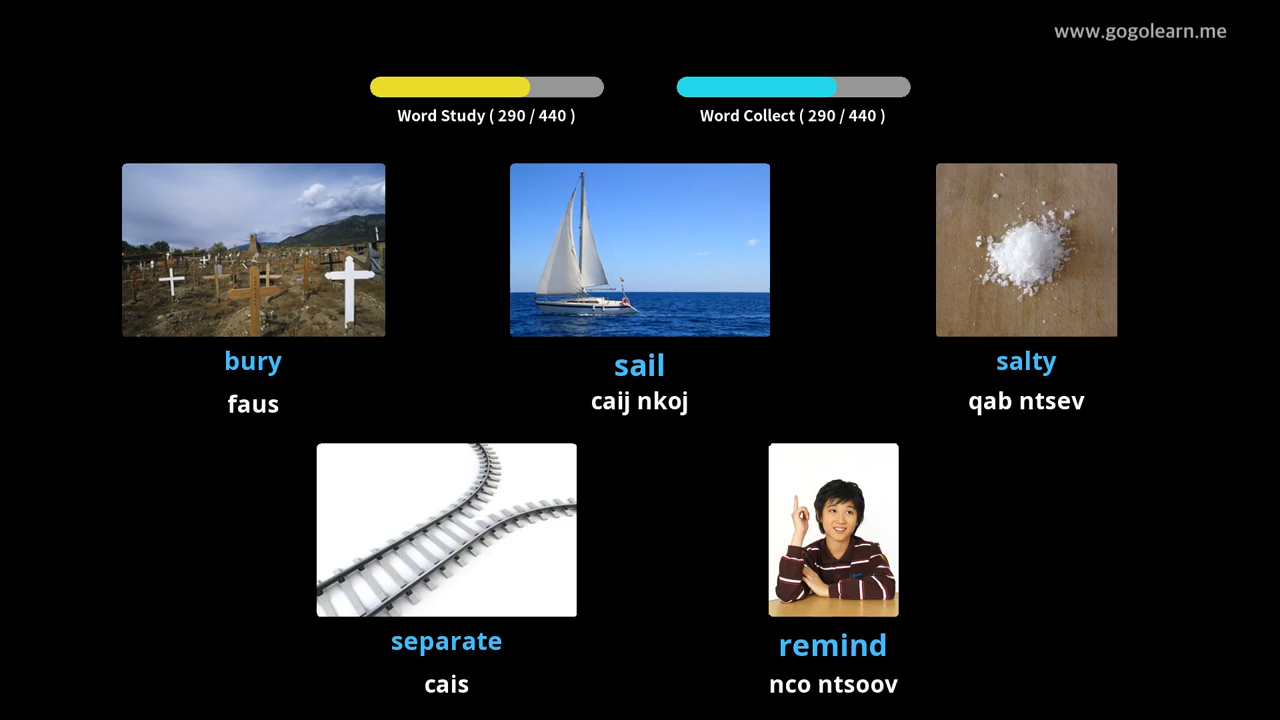 www.gogolearn.me
Word Study ( 290 / 440 )
Word Collect ( 290 / 440 )
bury
faus
sail
caij nkoj
salty
qab ntsev
separate
cais
remind
nco ntsoov